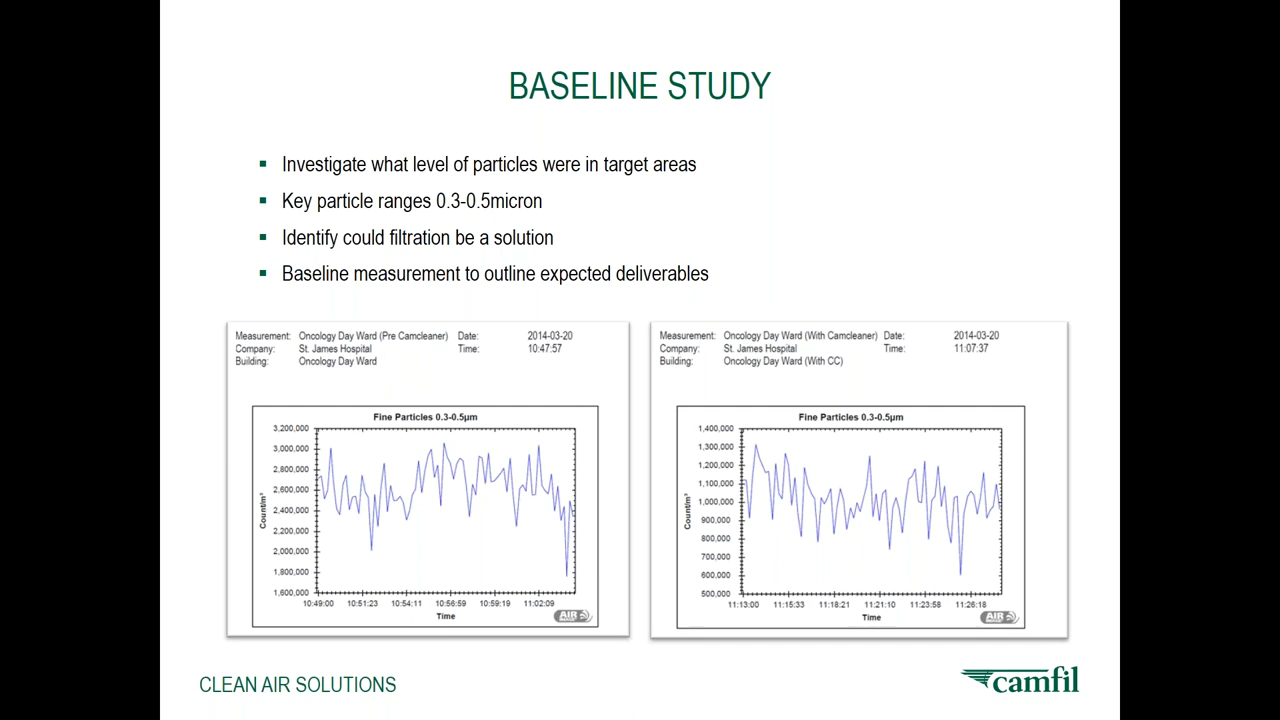 BASELINE STUDY
Investigate what level of particles were in target areas
Key particle ranges 0.3-0.5micron
Identify could filtration be a solution
Baseline measurement to outline expected deliverables
Measurement: Oncology Day Ward (Pre Camcleaner) Date: 2014-03-20
Company: St. James Hospital Time: 10:47:57
Building: Oncology Day Ward
Fine Particles 0.3-0.5µm
3,200,000
3,000,000
2,800,000
2,600,000
2,400,000
2,200,000
2,000,000
1,800,000
1,600,000
Count/m³
10:49:00 10:51:23 10:54:11 10:56:59 10:59:19 11:02:09
Time
AIR
Measurement: Oncology Day Ward (With Camcleaner) Date: 2014-03-20
Company: St. James Hospital Time: 11:07:37
Building: Oncology Day Ward (With CC)
Fine Particles 0.3-0.5µm
1,400,000
1,300,000
1,200,000
1,100,000
1,000,000
900,000
800,000
700,000
600,000
500,000
Count/m³
11:13:00 11:15:33 11:18:21 11:21:10 11:23:58 11:26:18
Time
AIR
CLEAN AIR SOLUTIONS
camfil